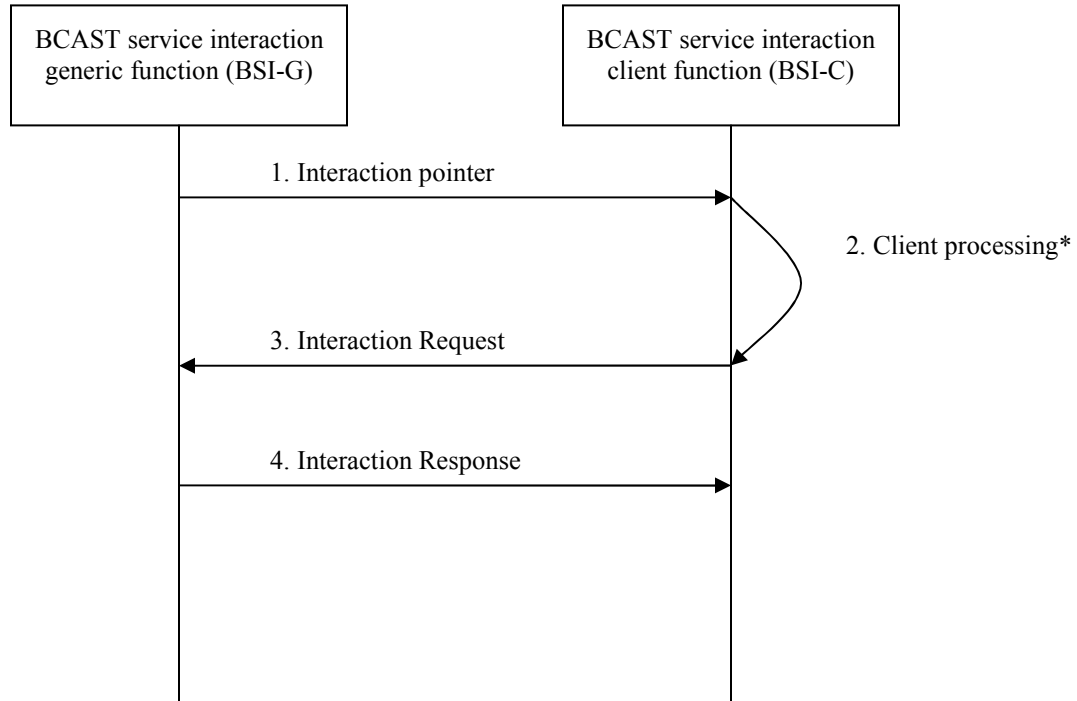 BCAST service interaction
generic function (BSI-G)
BCAST service interaction
client function (BSI-C)
1. Interaction pointer
2. Client processing*
3. Interaction Request
4. Interaction Response